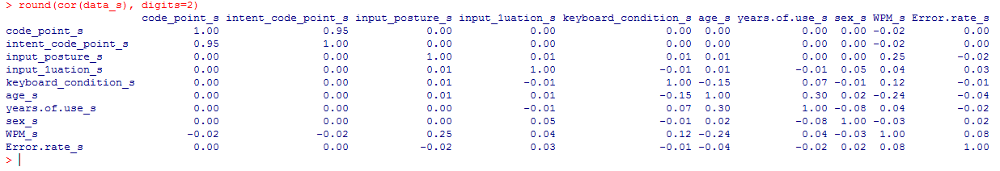 > round(cor(data_s), digits=2)
code_point_s intent_code_point_s input_posture_s input_1uation_s keyboard_condition_s age_s years.of.use_s sex_s WPM_s Error.rate_s
code_point_s 1.00 0.95 0.00 0.00 0.00 0.00 0.00 0.00 -0.02 0.00
intent_code_point_s 0.95 1.00 0.00 0.00 0.00 0.00 0.00 0.00 -0.02 0.00
input_posture_s 0.00 0.00 1.00 0.01 0.01 0.01 0.00 0.00 0.25 -0.02
input_1uation_s 0.00 0.00 0.01 1.00 -0.01 0.01 -0.01 0.05 0.04 0.03
keyboard_condition_s 0.00 0.00 0.01 -0.01 1.00 -0.15 0.07 -0.01 0.12 -0.01
age_s 0.00 0.00 0.01 0.01 -0.15 1.00 0.30 0.02 -0.24 -0.04
years.of.use_s 0.00 0.00 0.00 -0.01 0.07 0.30 1.00 -0.08 0.04 -0.02
sex_s 0.00 0.00 0.00 0.05 -0.01 0.02 -0.08 1.00 -0.03 0.02
WPM_s -0.02 -0.02 0.25 0.04 0.12 -0.24 0.04 -0.03 1.00 0.08
Error.rate_s 0.00 0.00 -0.02 0.03 -0.01 -0.04 -0.02 0.02 0.08 1.00
>